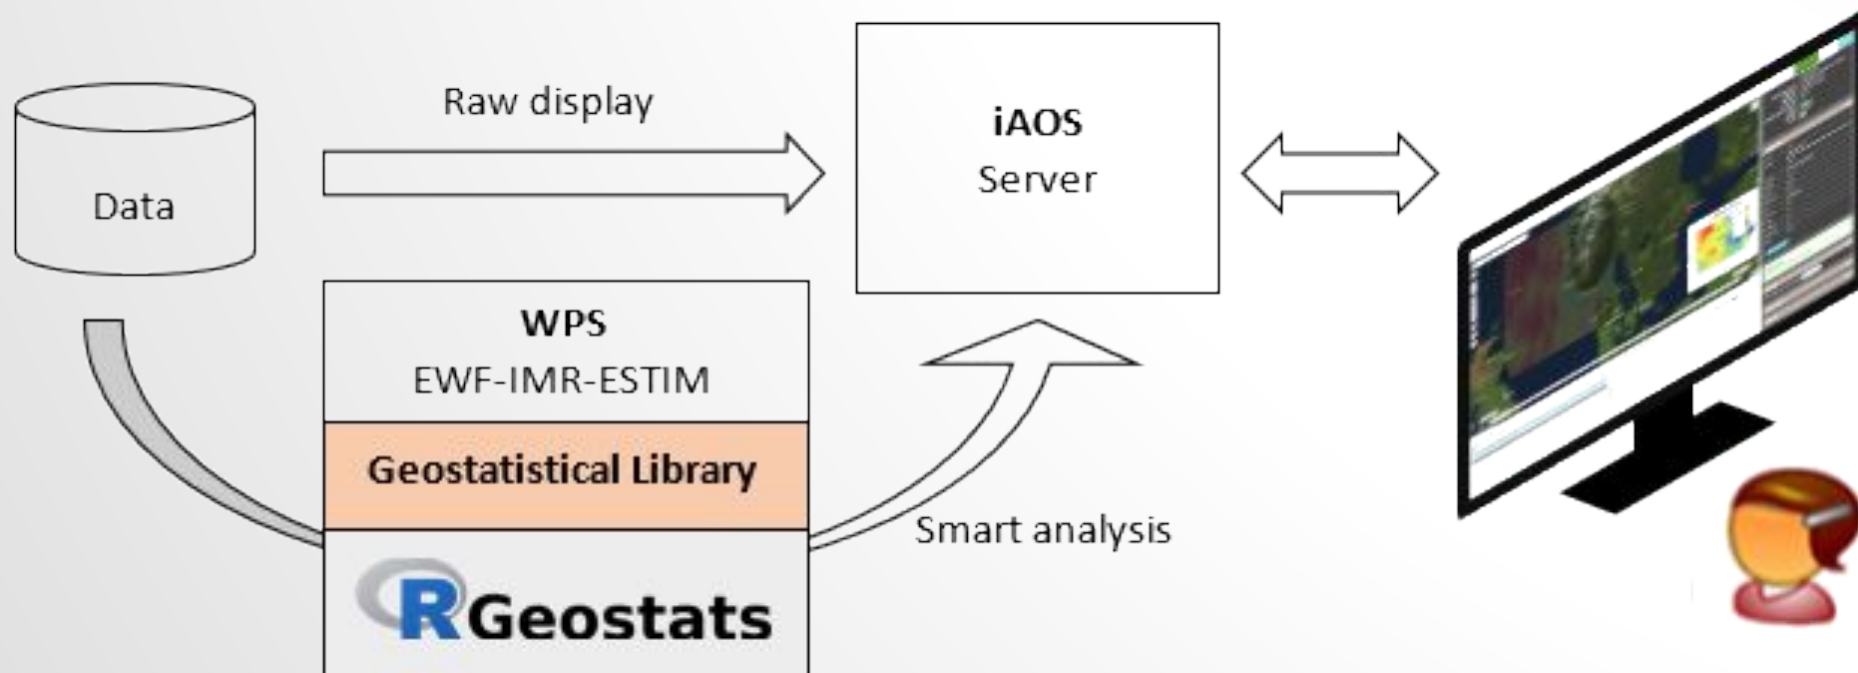 Raw display
iAOS
Server
Data
WPS
EWF-IMR-ESTIM
Geostatistical Library
Smart analysis
RGeostats